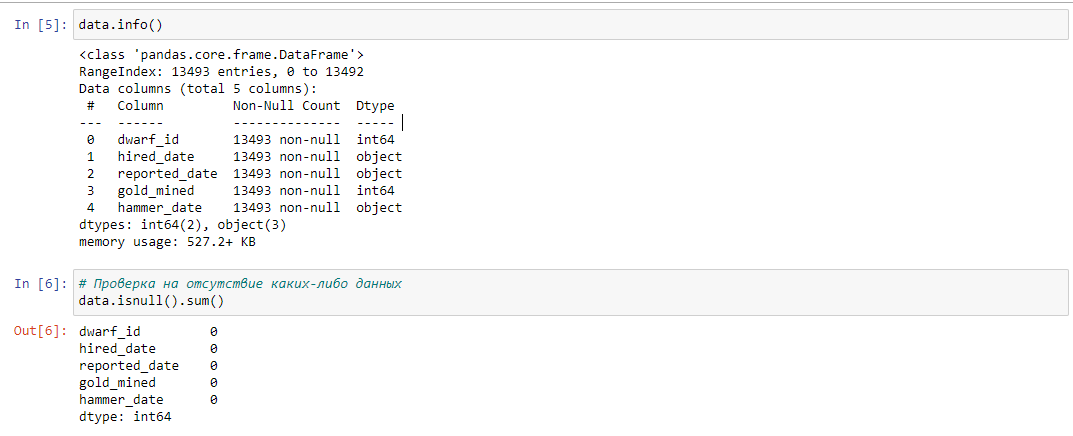 In [5]: data.info()
<class 'pandas.core.frame.DataFrame'>
RangeIndex: 13493 entries, 0 to 13492
Data columns (total 5 columns):
 #   Column         Non-Null Count  Dtype
---  ------         --------------  -----
 0   dwarf_id       13493 non-null  int64
 1   hired_date     13493 non-null  object
 2   reported_date  13493 non-null  object
 3   gold_mined     13493 non-null  int64
 4   hammer_date    13493 non-null  object
dtypes: int64(2), object(3)
memory usage: 527.2+ KB
In [6]: # Проверка на отсутствие каких-либо данных
data.isnull().sum()
Out[6]: dwarf_id         0
hired_date       0
reported_date    0
gold_mined       0
hammer_date      0
dtype: int64